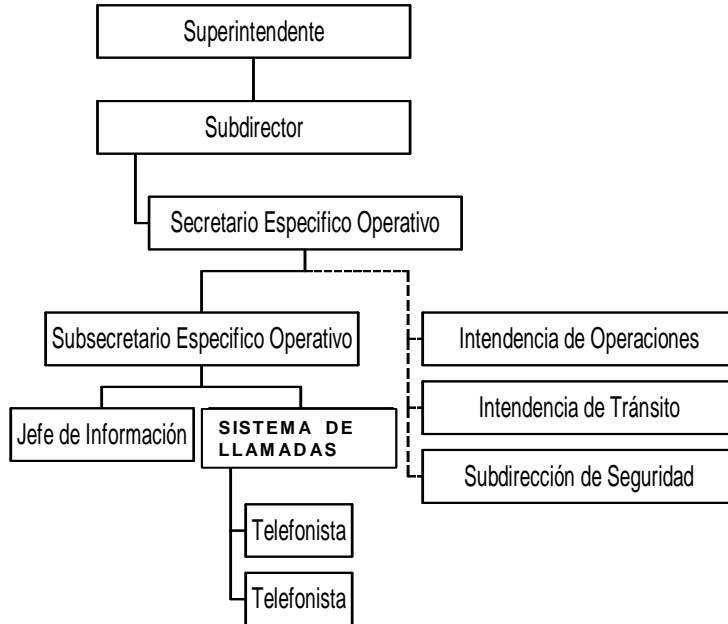 Superintendente
Subdirector
Secretario Especifico Operativo
Subsecretario Especifico Operativo
Intendencia de Operaciones
Intendencia de Tránsito
Subdirección de Seguridad
Jefe de Información
SISTEMA DE
LLAMADAS
Telefonista
Telefonista